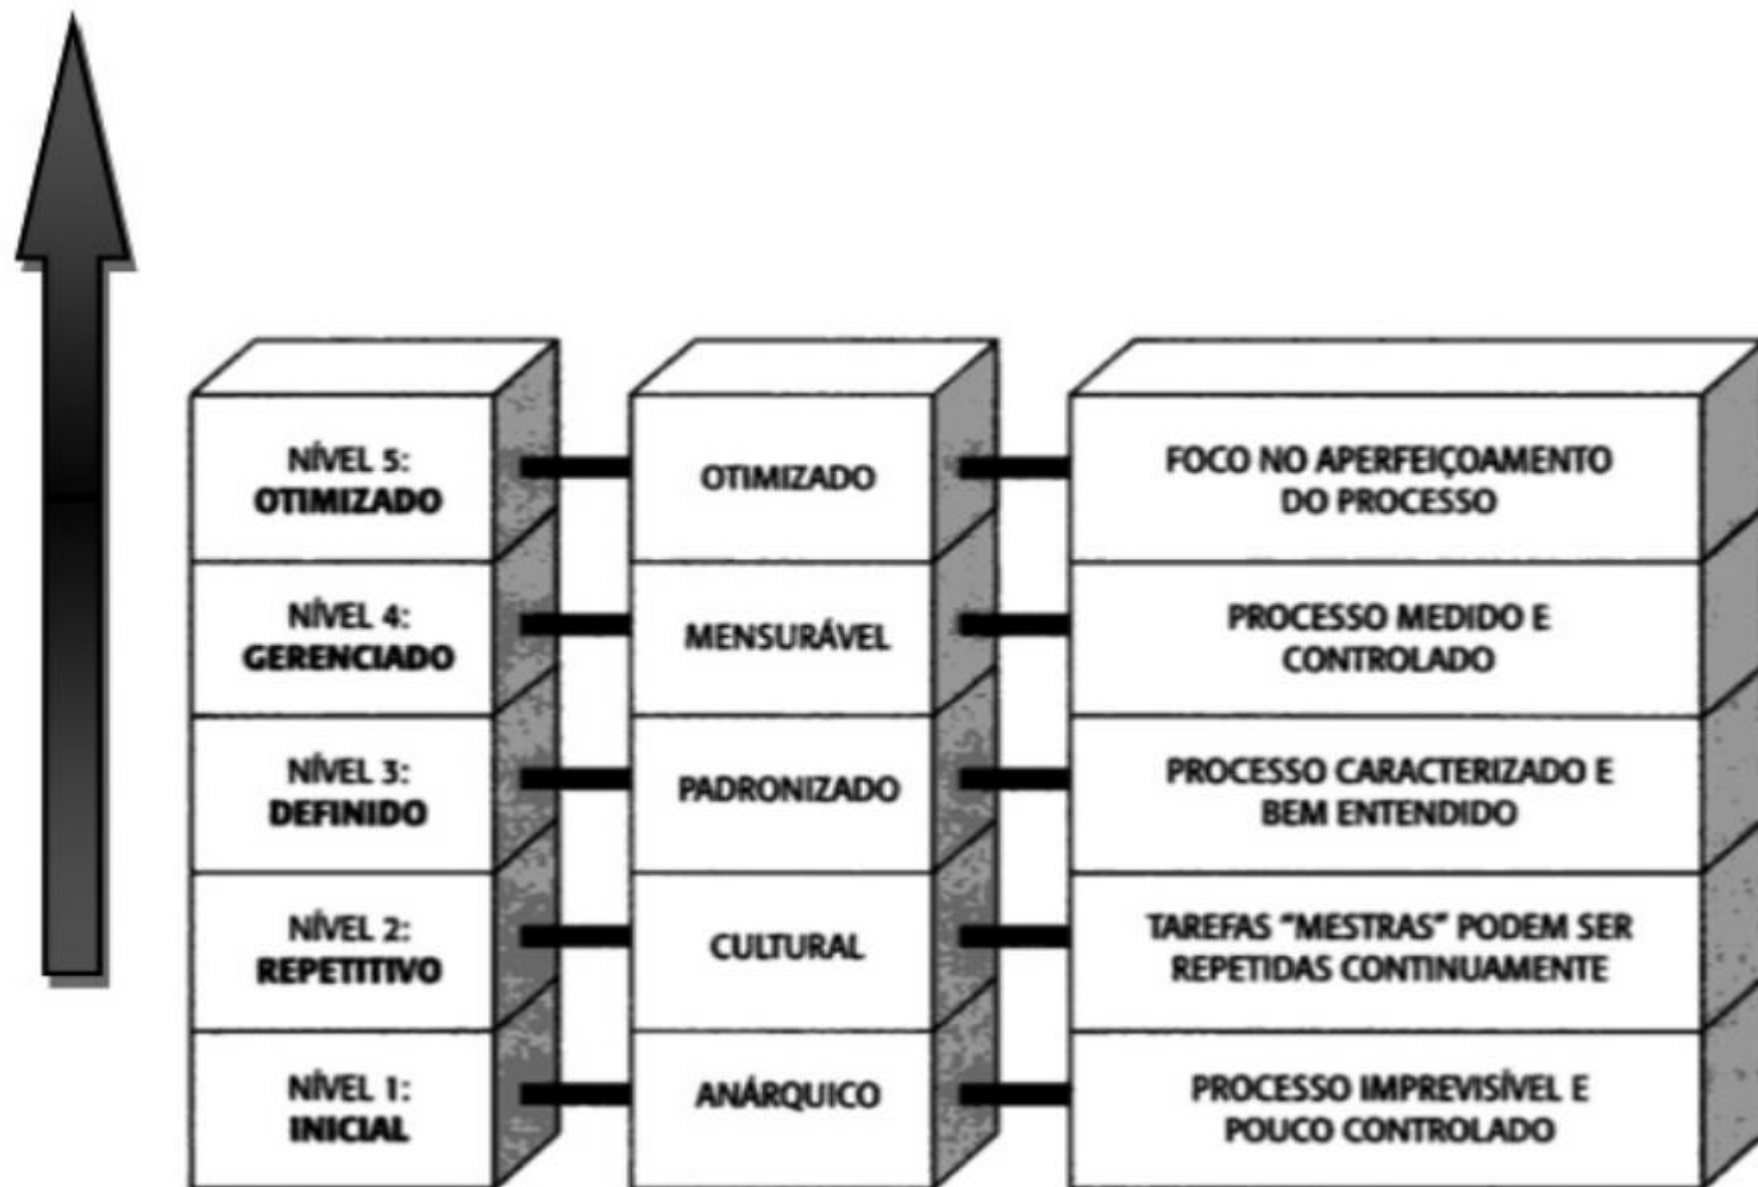 NÍVEL 5:
OTIMIZADO
OTIMIZADO
FOCO NO APERFEIÇOAMENTO
DO PROCESSO
NÍVEL 4:
GERENCIADO
MENSURÁVEL
PROCESSO MEDIDO E
CONTROLADO
NÍVEL 3:
DEFINIDO
PADRONIZADO
PROCESSO CARACTERIZADO E
BEM ENTENDIDO
NÍVEL 2:
REPETITIVO
CULTURAL
TAREFAS “MESTRAS” PODEM SER
REPETIDAS CONTINUAMENTE
NÍVEL 1:
INICIAL
ANÁRQUICO
PROCESSO IMPREVISÍVEL E
POUCO CONTROLADO